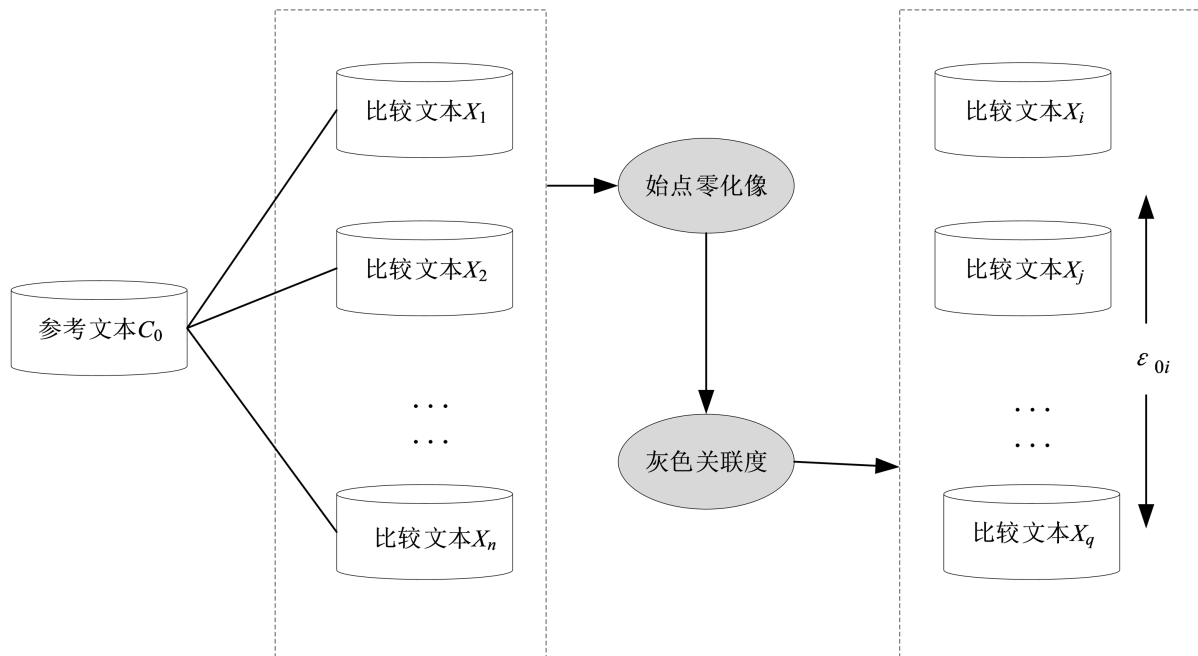 参考文本C₀
比较文本X₁
比较文本X₂
...
...
比较文本Xₙ
始点零化像
灰色关联度
比较文本Xᵢ
比较文本Xⱼ
...
...
比较文本X_q
ε₀ᵢ